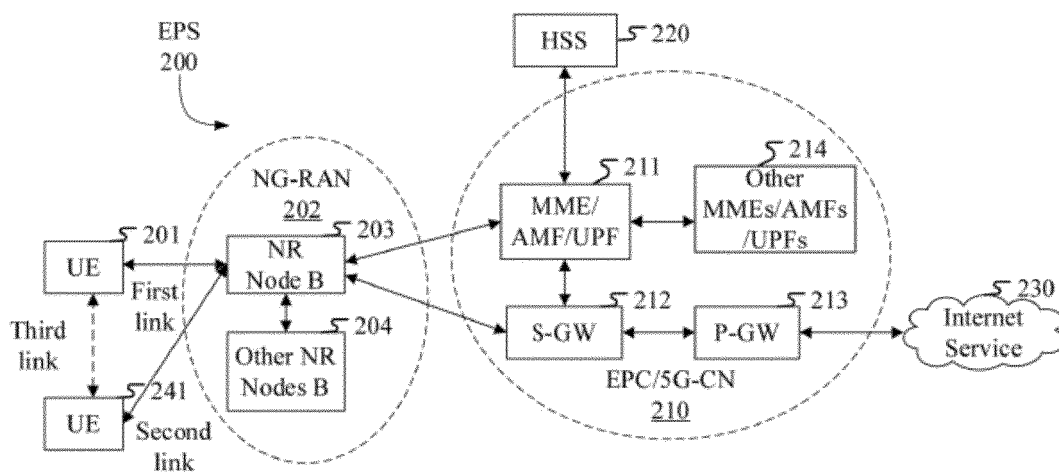 EPS
200
HSS
220
NG-RAN
202
211
MME/
AMF/UPF
214
Other
MMEs/AMFs
/UPFs
201
UE
203
NR
Node B
First
link
Third
link
204
Other NR
Nodes B
212
S-GW
213
P-GW
230
Internet
Service
EPC/5G-CN
210
241
UE
Second
link